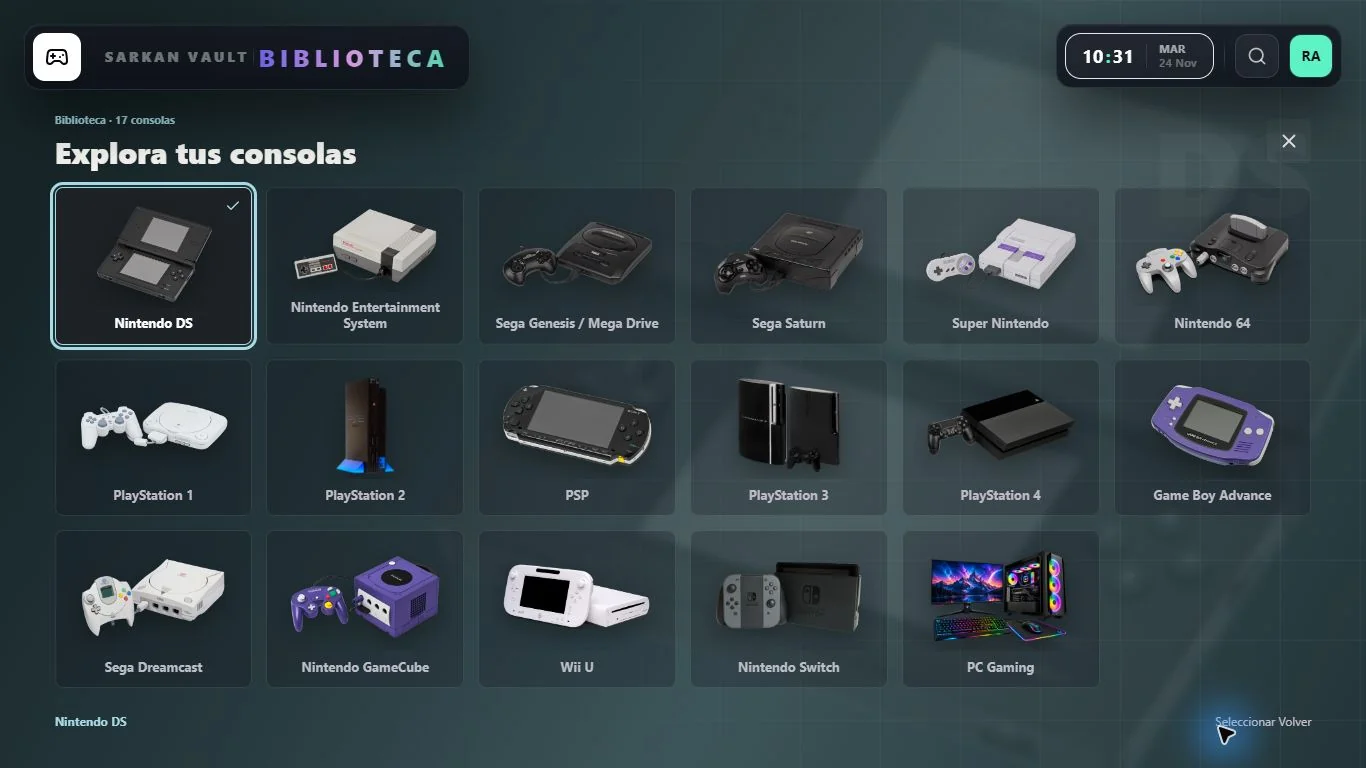 SARKAN VAULT BIBLIOTECA
10:31
MAR
24 Nov
RA
Biblioteca · 17 consolas
Explora tus consolas
DS
Nintendo DS
Nintendo Entertainment
System
Sega Genesis / Mega Drive
Sega Saturn
Super Nintendo
Nintendo 64
PlayStation 1
PlayStation 2
PSP
PlayStation 3
PlayStation 4
Game Boy Advance
Sega Dreamcast
Nintendo GameCube
Wii U
Nintendo Switch
PC Gaming
Nintendo DS
Seleccionar Volver